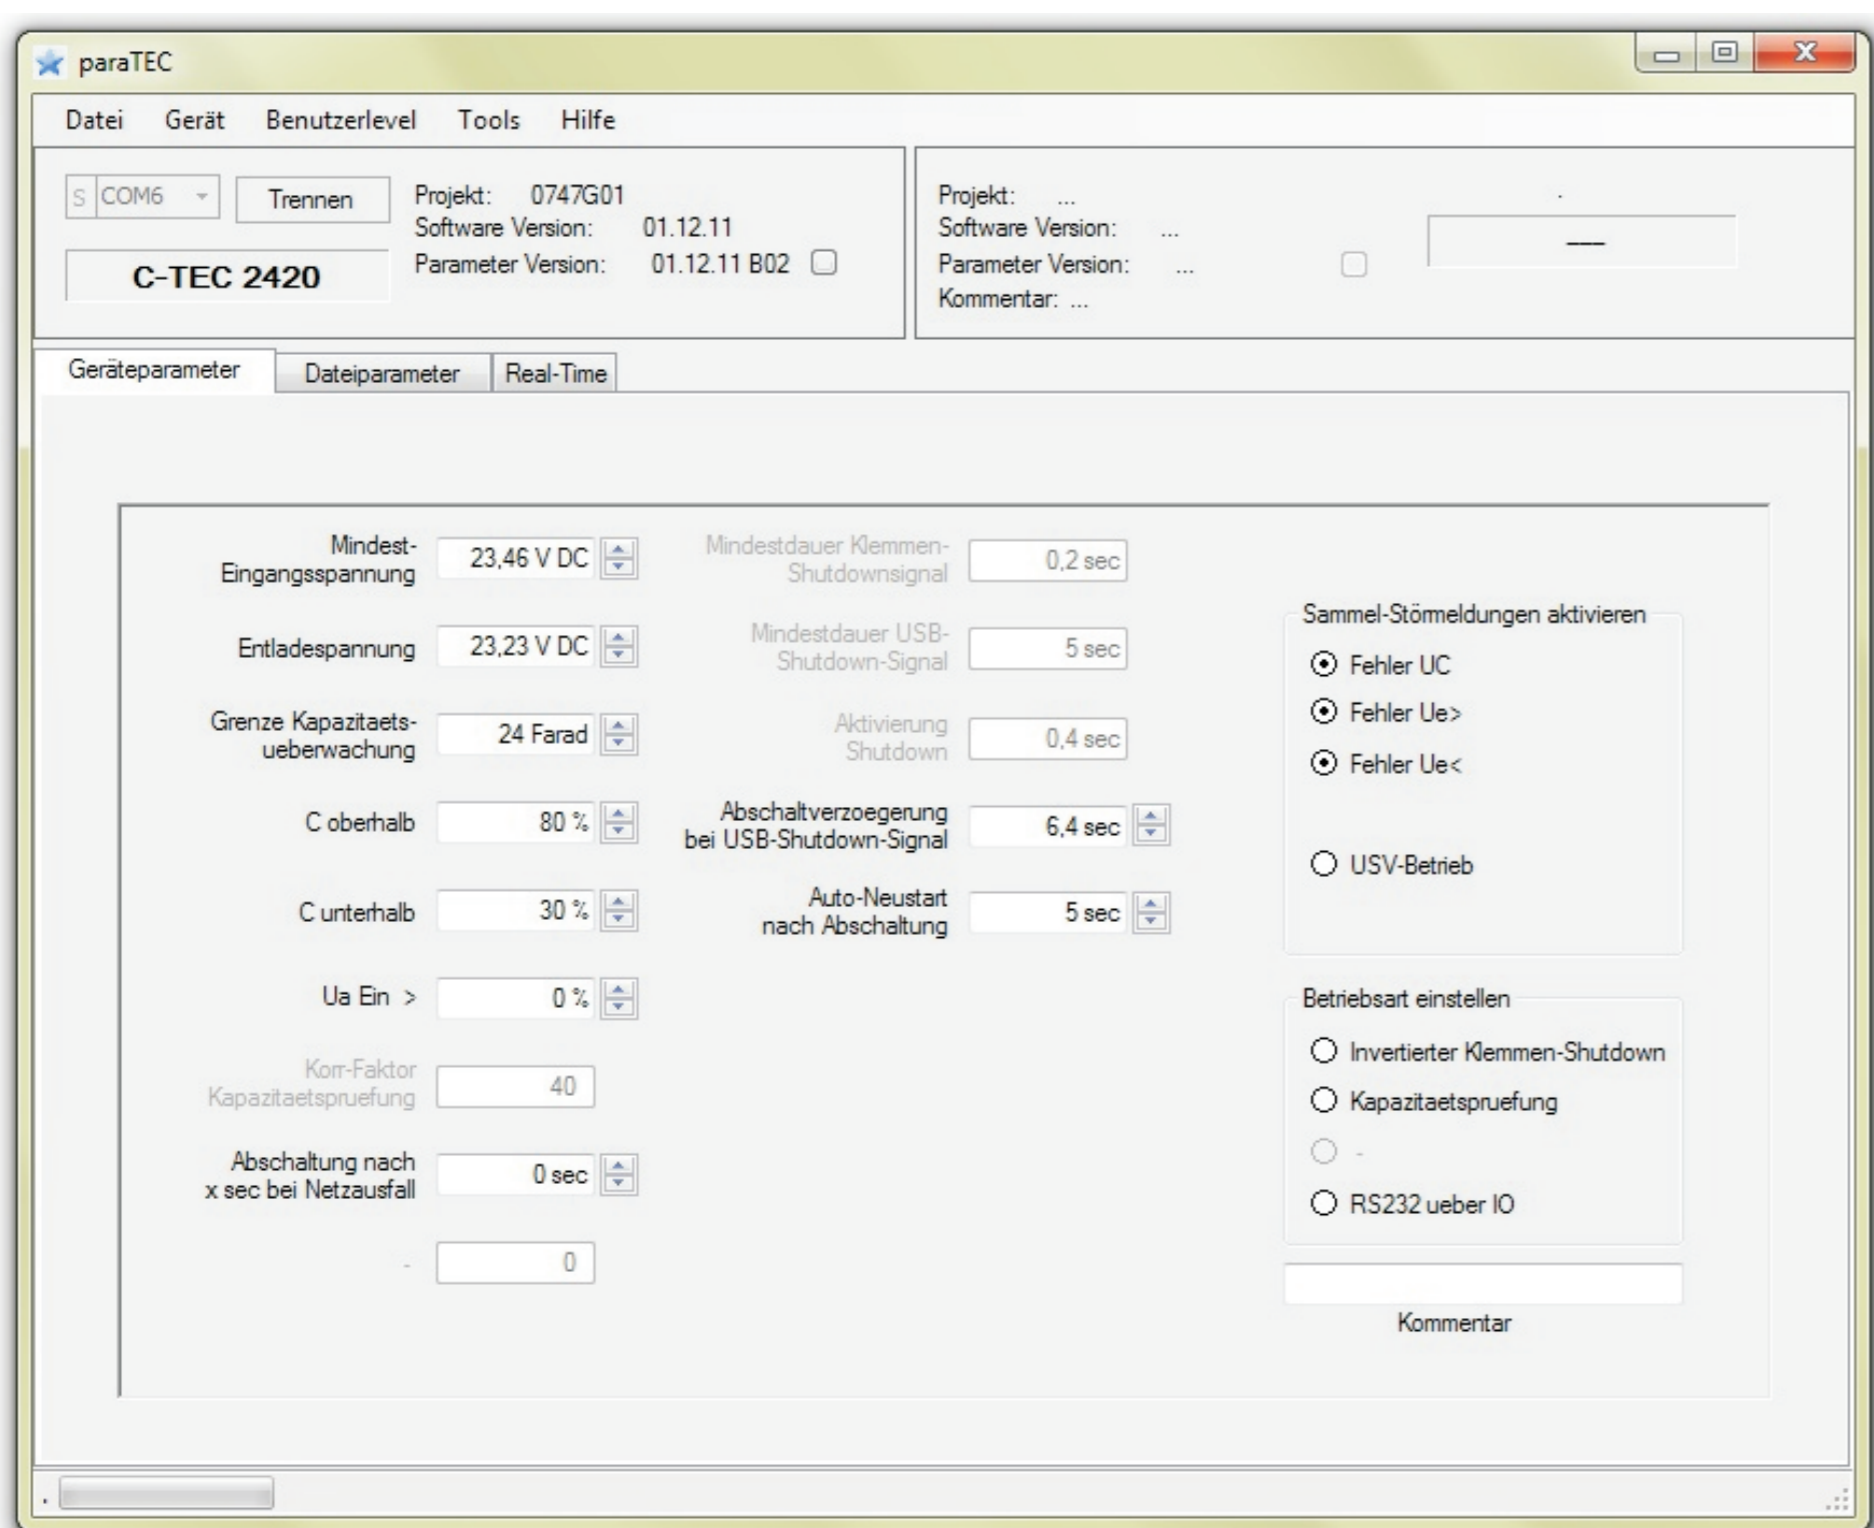 paraTEC
Datei Gerät Benutzerlevel Tools Hilfe
S COM6 Trennen
C-TEC 2420
Projekt: 0747G01
Software Version: 01.12.11
Parameter Version: 01.12.11 B02
Projekt: ...
Software Version: ...
Parameter Version: ...
Kommentar: ...
.
---
Geräteparameter Dateiparameter Real-Time
Mindest-
Eingangsspannung 23,46 V DC
Entladespannung 23,23 V DC
Grenze Kapazitaets-
ueberwachung 24 Farad
C oberhalb 80 %
C unterhalb 30 %
Ua Ein > 0 %
Korr-Faktor
Kapazitaetspruefung 40
Abschaltung nach
x sec bei Netzausfall 0 sec
- 0
Mindestdauer Klemmen-
Shutdownsignal 0,2 sec
Mindestdauer USB-
Shutdown-Signal 5 sec
Aktivierung
Shutdown 0,4 sec
Abschaltverzoegerung
bei USB-Shutdown-Signal 6,4 sec
Auto-Neustart
nach Abschaltung 5 sec
Sammel-Störmeldungen aktivieren
Fehler UC
Fehler Ue>
Fehler Ue<
USV-Betrieb
Betriebsart einstellen
Invertierter Klemmen-Shutdown
Kapazitaetspruefung
-
RS232 ueber IO
Kommentar
.